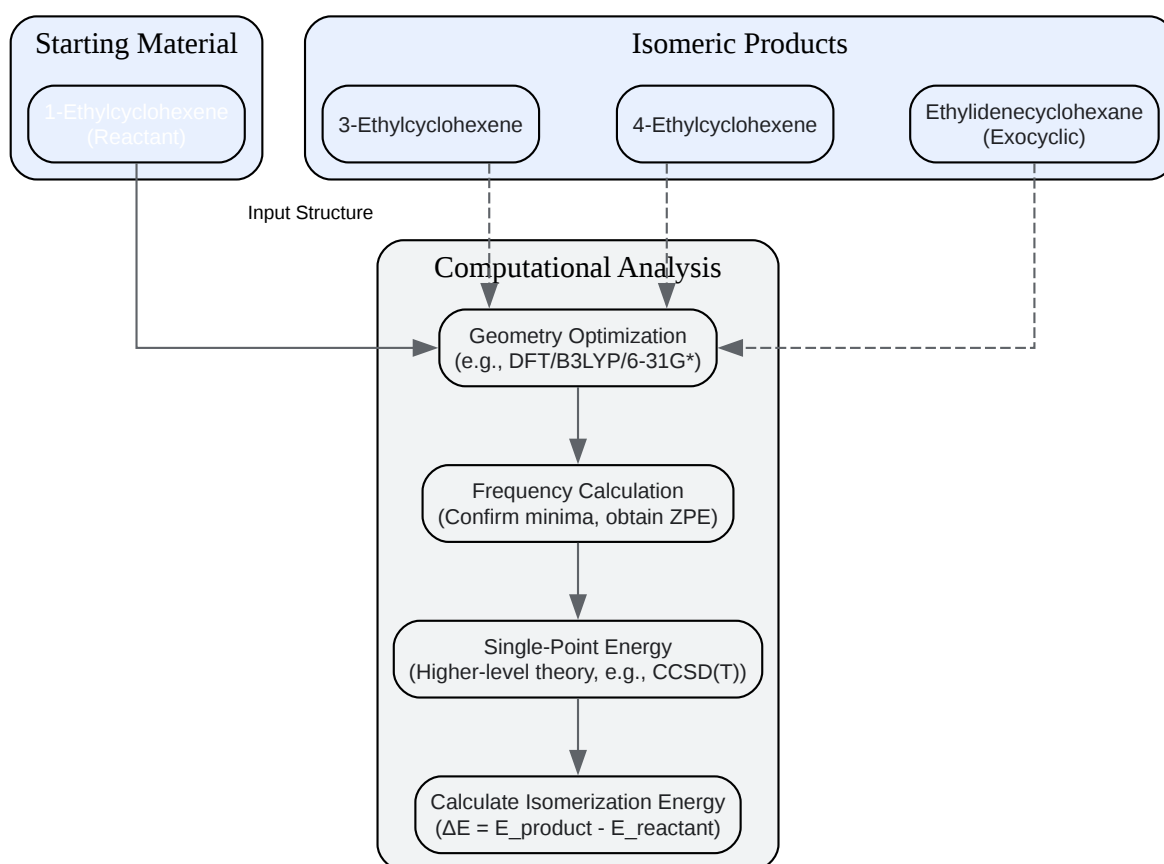 Starting Material
1-Ethylcyclohexene
(Reactant)
Isomeric Products
3-Ethylcyclohexene
4-Ethylcyclohexene
Ethylidenecyclohexane
(Exocyclic)
Input Structure
Computational Analysis
Geometry Optimization
(e.g., DFT/B3LYP/6-31G*)
Frequency Calculation
(Confirm minima, obtain ZPE)
Single-Point Energy
(Higher-level theory, e.g., CCSD(T))
Calculate Isomerization Energy
(ΔE = E_product - E_reactant)